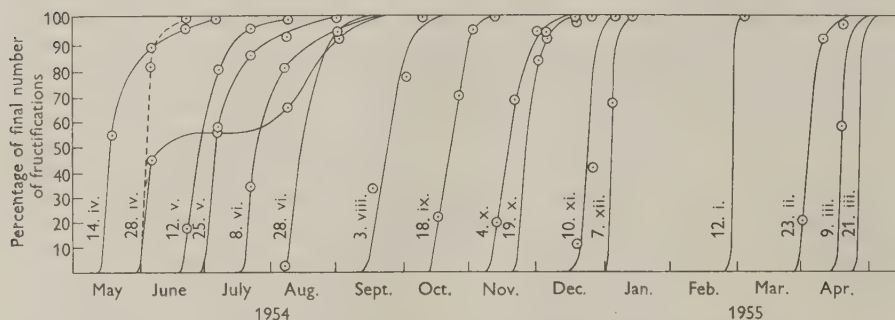 Percentage of final number
of fructifications
100
90
80
70
60
50
40
30
20
10
14. iv.
28. iv.
12. v.
25. v.
8. vi.
28. vi.
3. viii.
18. ix.
4. x.
19. x.
10. xi.
7. xii.
12. i.
23. ii.
9. iii.
21. iii.
May June July Aug. Sept. Oct. Nov. Dec. Jan. Feb. Mar. Apr.
1954 1955